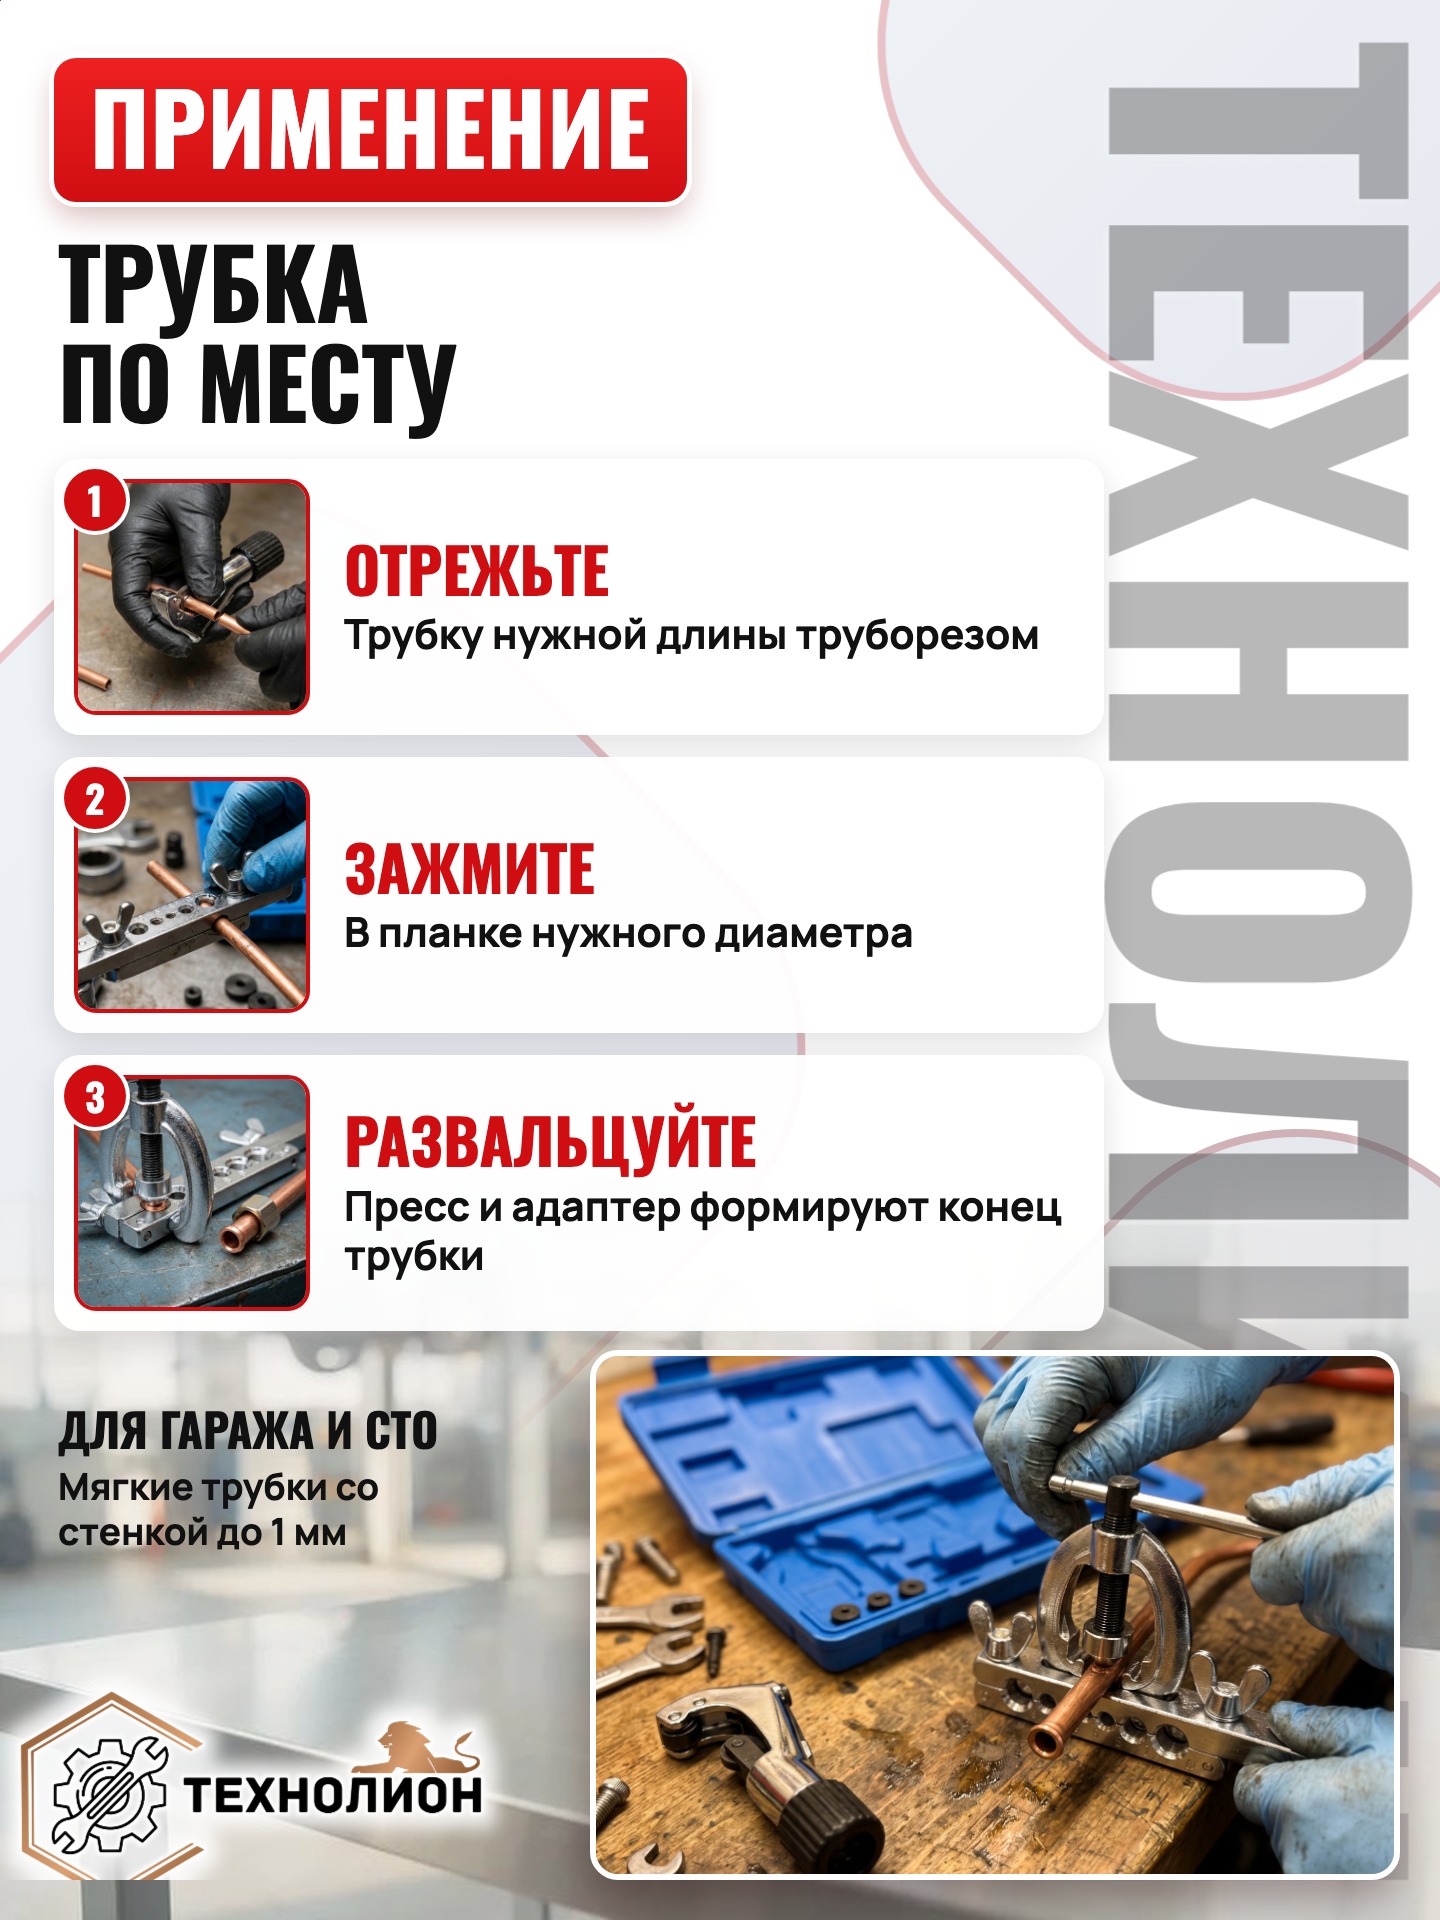 ПРИМЕНЕНИЕ
ТРУБКА
ПО МЕСТУ
1
ОТРЕЖЬТЕ
Трубку нужной длины труборезом
2
ЗАЖМИТЕ
В планке нужного диаметра
3
РАЗВАЛЬЦУЙТЕ
Пресс и адаптер формируют конец
трубки
ДЛЯ ГАРАЖА И СТО
Мягкие трубки со
стенкой до 1 мм
ТЕХНОЛИОН
ТЕХНОЛИ